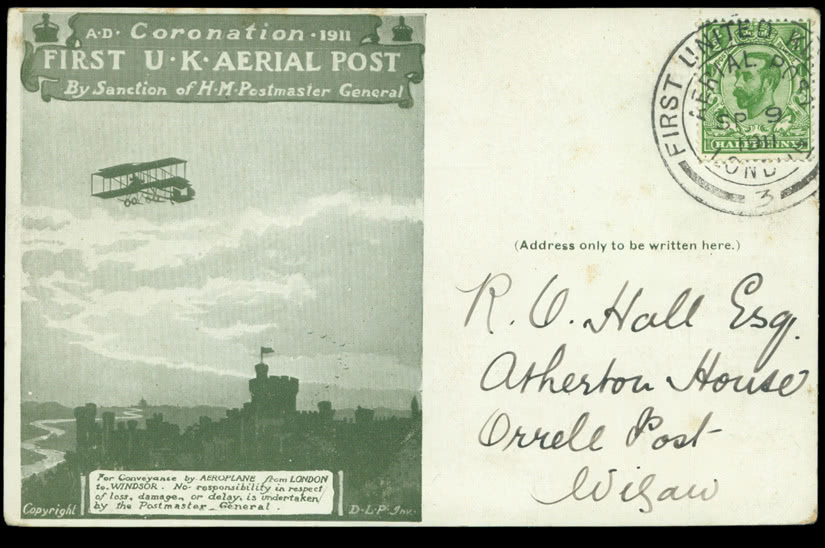 A·D· Coronation ·1911
FIRST U·K·AERIAL POST
By Sanction of H·M·Postmaster General
For Conveyance by AEROPLANE from LONDON
to WINDSOR. No responsibility in respect
of loss, damage, or delay, is undertaken
by the Postmaster General.
Copyright
D·L·P· Inv.
FIRST UNITED
AERIAL POST
SP 9
1911
LONDON
3
HALFPENNY
(Address only to be written here.)
R. O. Hall Esq.
Atherton House
Orrell Post
Wigan